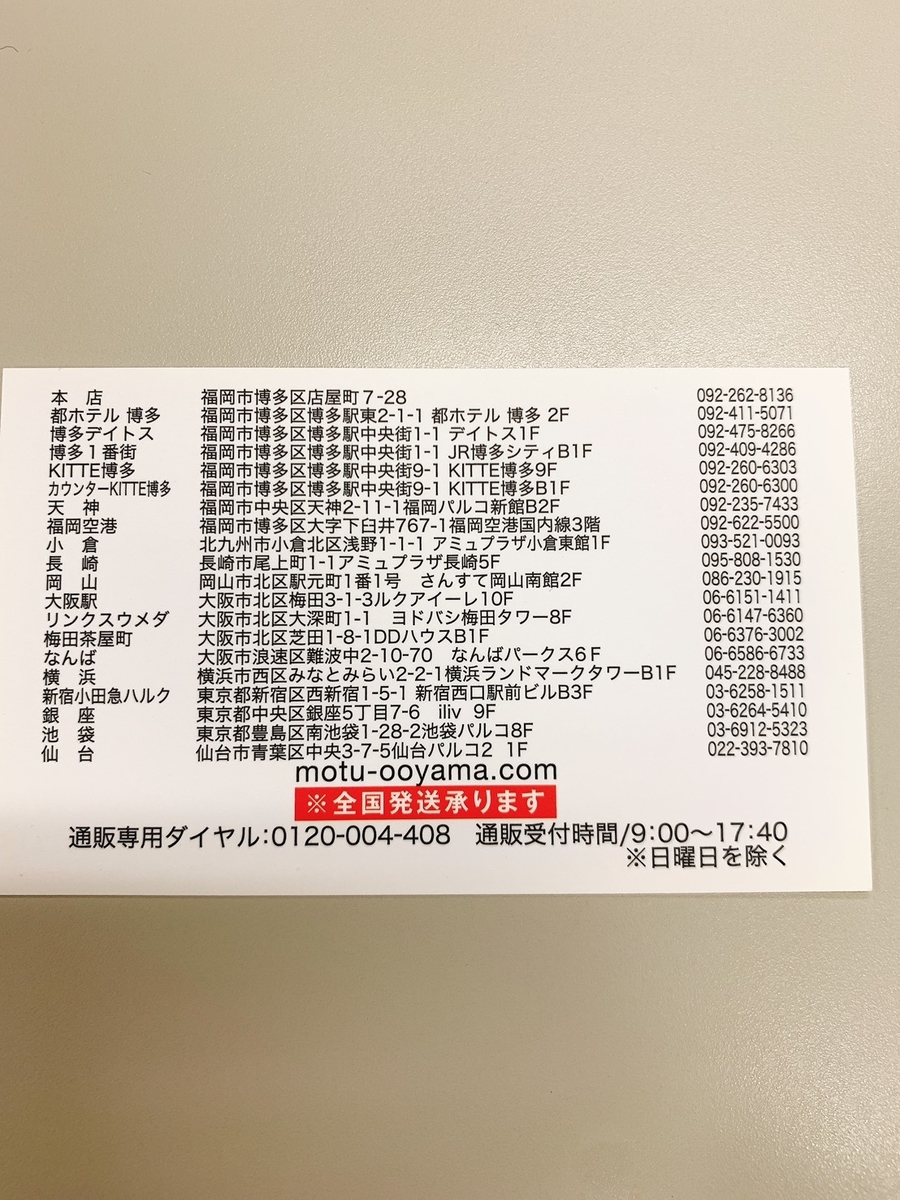 本　店　福岡市博多区店屋町７-28　092-262-8136
都ホテル 博多　福岡市博多区博多駅東2-1-1 都ホテル 博多 2F　092-411-5071
博多デイトス　福岡市博多区博多駅中央街1-1 デイトス1F　092-475-8266
博多１番街　福岡市博多区博多駅中央街1-1 JR博多シティB1F　092-409-4286
KITTE博多　福岡市博多区博多駅中央街9-1 KITTE博多9F　092-260-6303
カウンターKITTE博多　福岡市博多区博多駅中央街9-1 KITTE博多B1F　092-260-6300
天　神　福岡市中央区天神2-11-1福岡パルコ新館B2F　092-235-7433
福岡空港　福岡市博多区大字下臼井767-1福岡空港国内線3階　092-622-5500
小　倉　北九州市小倉北区浅野1-1-1 アミュプラザ小倉東館1F　093-521-0093
長　崎　長崎市尾上町1-1アミュプラザ長崎5F　095-808-1530
岡　山　岡山市北区駅元町1番1号　さんすて岡山南館2F　086-230-1915
大阪駅　大阪市北区梅田3-1-3ルクアイーレ10F　06-6151-1411
リンクスウメダ　大阪市北区大深町1-1　ヨドバシ梅田タワー8F　06-6147-6360
梅田茶屋町　大阪市北区芝田1-8-1DDハウスB1F　06-6376-3002
なんば　大阪市浪速区難波中2-10-70　なんばパークス6Ｆ　06-6586-6733
横　浜　横浜市西区みなとみらい2-2-1横浜ランドマークタワーB1F　045-228-8488
新宿小田急ハルク　東京都新宿区西新宿1-5-1 新宿西口駅前ビルB3F　03-6258-1511
銀　座　東京都中央区銀座5丁目7-6　iliv 9F　03-6264-5410
池　袋　東京都豊島区南池袋1-28-2池袋パルコ8F　03-6912-5323
仙　台　仙台市青葉区中央3-7-5仙台パルコ2 1F　022-393-7810
motu-ooyama.com
※全国発送承ります
通販専用ダイヤル：0120-004-408　通販受付時間/9：00〜17：40
※日曜日を除く